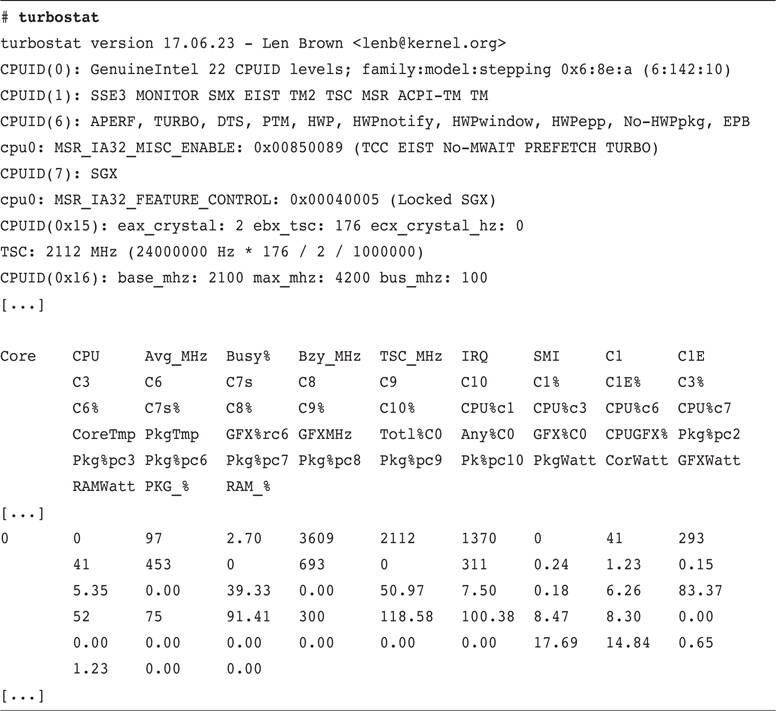 # turbostat
turbostat version 17.06.23 - Len Brown <lenb@kernel.org>
CPUID(0): GenuineIntel 22 CPUID levels; family:model:stepping 0x6:8e:a (6:142:10)
CPUID(1): SSE3 MONITOR SMX EIST TM2 TSC MSR ACPI-TM TM
CPUID(6): APERF, TURBO, DTS, PTM, HWP, HWPnotify, HWPwindow, HWPepp, No-HWPpkg, EPB
cpu0: MSR_IA32_MISC_ENABLE: 0x00850089 (TCC EIST No-MWAIT PREFETCH TURBO)
CPUID(7): SGX
cpu0: MSR_IA32_FEATURE_CONTROL: 0x00040005 (Locked SGX)
CPUID(0x15): eax_crystal: 2 ebx_tsc: 176 ecx_crystal_hz: 0
TSC: 2112 MHz (24000000 Hz * 176 / 2 / 1000000)
CPUID(0x16): base_mhz: 2100 max_mhz: 4200 bus_mhz: 100
[...]
Core CPU Avg_MHz Busy% Bzy_MHz TSC_MHz IRQ SMI C1 C1E
C3 C6 C7s C8 C9 C10 C1% C1E% C3%
C6% C7s% C8% C9% C10% CPU%c1 CPU%c3 CPU%c6 CPU%c7
CoreTmp PkgTmp GFX%rc6 GFXMHz Totl%C0 Any%C0 GFX%C0 CPUGFX% Pkg%pc2
Pkg%pc3 Pkg%pc6 Pkg%pc7 Pkg%pc8 Pkg%pc9 Pk%pc10 PkgWatt CorWatt GFXWatt
RAMWatt PKG_% RAM_%
[...]
0 0 97 2.70 3609 2112 1370 0 41 293
41 453 0 693 0 311 0.24 1.23 0.15
5.35 0.00 39.33 0.00 50.97 7.50 0.18 6.26 83.37
52 75 91.41 300 118.58 100.38 8.47 8.30 0.00
0.00 0.00 0.00 0.00 0.00 0.00 17.69 14.84 0.65
1.23 0.00 0.00
[...]